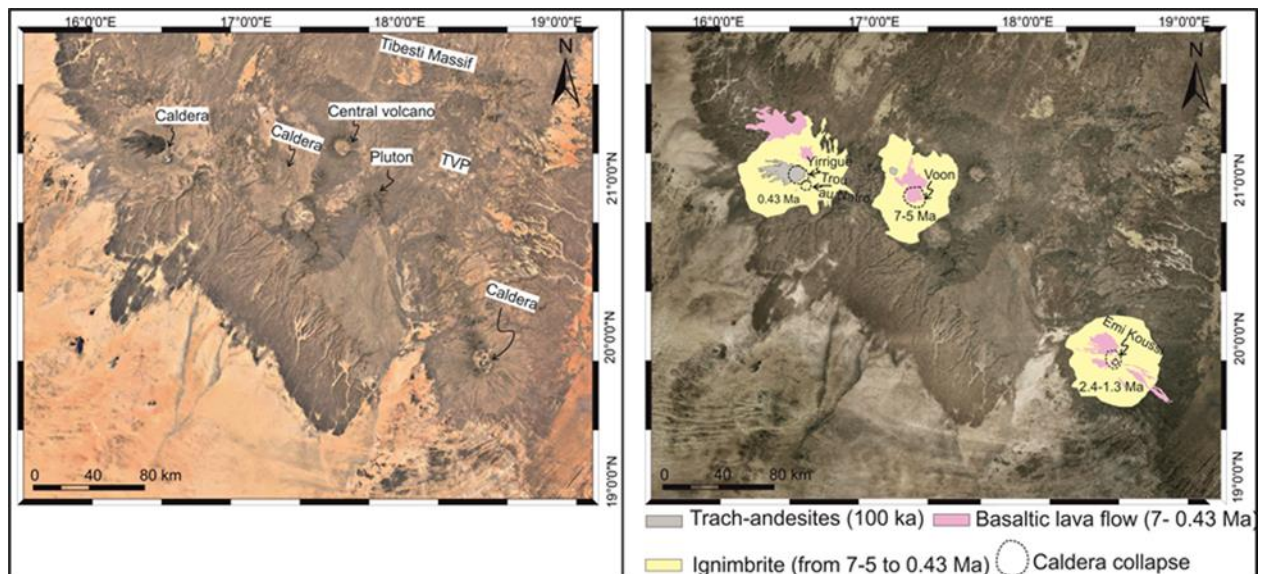 16°0'0"E 17°0'0"E 18°0'0"E 19°0'0"E
Tibesti Massif
N
Caldera
Central volcano
Caldera
Pluton
TVP
21°0'0"N
Caldera
20°0'0"N
0 40 80 km
19°0'0"N
16°0'0"E 17°0'0"E 18°0'0"E 19°0'0"E
N
Yirrigue
Trou
au Natron
0.43 Ma
Voon
7-5 Ma
21°0'0"N
Emi Koussi
2.4-1.3 Ma
20°0'0"N
0 40 80 km
19°0'0"N
Trach-andesites (100 ka) Basaltic lava flow (7- 0.43 Ma)
Ignimbrite (from 7-5 to 0.43 Ma) Caldera collapse